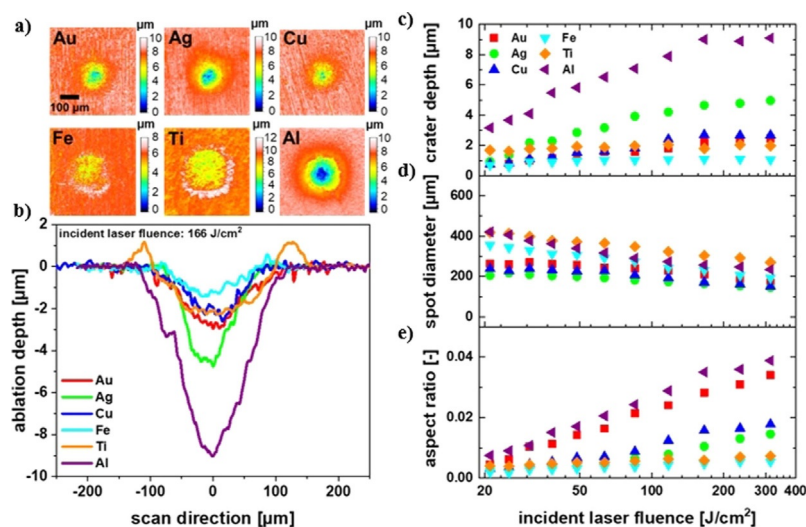 a)
Au
Ag
Cu
100 µm
µm
10
8
6
4
2
0
µm
10
8
6
4
2
0
µm
10
8
6
4
2
0
Fe
Ti
Al
µm
12
10
8
6
4
2
0
µm
12
10
8
6
4
2
0
µm
10
8
6
4
2
0
b)
incident laser fluence: 166 J/cm²
ablation depth [µm]
2
0
-2
-4
-6
-8
-10
Au
Ag
Cu
Fe
Ti
Al
-200 -100 0 100 200
scan direction [µm]
c)
crater depth [µm]
10
8
6
4
2
0
Au Fe
Ag Ti
Cu Al
d)
spot diameter [µm]
600
400
200
0
e)
aspect ratio [-]
0.04
0.02
0.00
20 30 40 50 60 100 200 300 400
incident laser fluence [J/cm²]